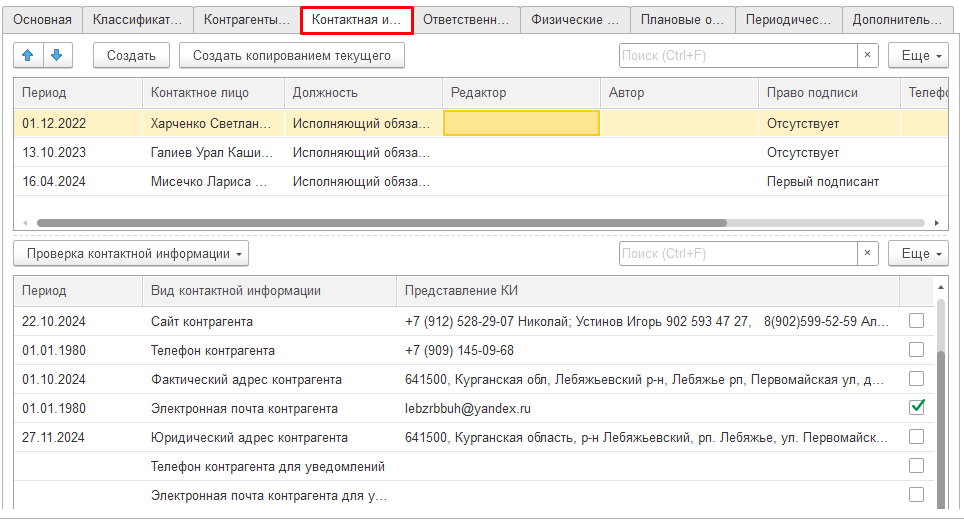 Основная Классификат... Контрагенты... Контактная и... Ответственн... Физические ... Плановые о... Периодичес... Дополнитель...
Создать Создать копированием текущего Поиск (Ctrl+F) × Еще
Период Контактное лицо Должность Редактор Автор Право подписи Телефо
01.12.2022 Харченко Светлан... Исполняющий обяза... Отсутствует
13.10.2023 Галиев Урал Каши... Исполняющий обяза... Отсутствует
16.04.2024 Мисечко Лариса ... Исполняющий обяза... Первый подписант
Проверка контактной информации Поиск (Ctrl+F) × Еще
Период Вид контактной информации Представление КИ
22.10.2024 Сайт контрагента +7 (912) 528-29-07 Николай; Устинов Игорь 902 593 47 27, 8(902)599-52-59 Ал...
01.01.1980 Телефон контрагента +7 (909) 145-09-68
01.10.2024 Фактический адрес контрагента 641500, Курганская обл, Лебяжьевский р-н, Лебяжье рп, Первомайская ул, д...
01.01.1980 Электронная почта контрагента lebzrbbuh@yandex.ru
27.11.2024 Юридический адрес контрагента 641500, Курганская область, р-н Лебяжьевский, рп. Лебяжье, ул. Первомайск...
Телефон контрагента для уведомлений
Электронная почта контрагента для у...